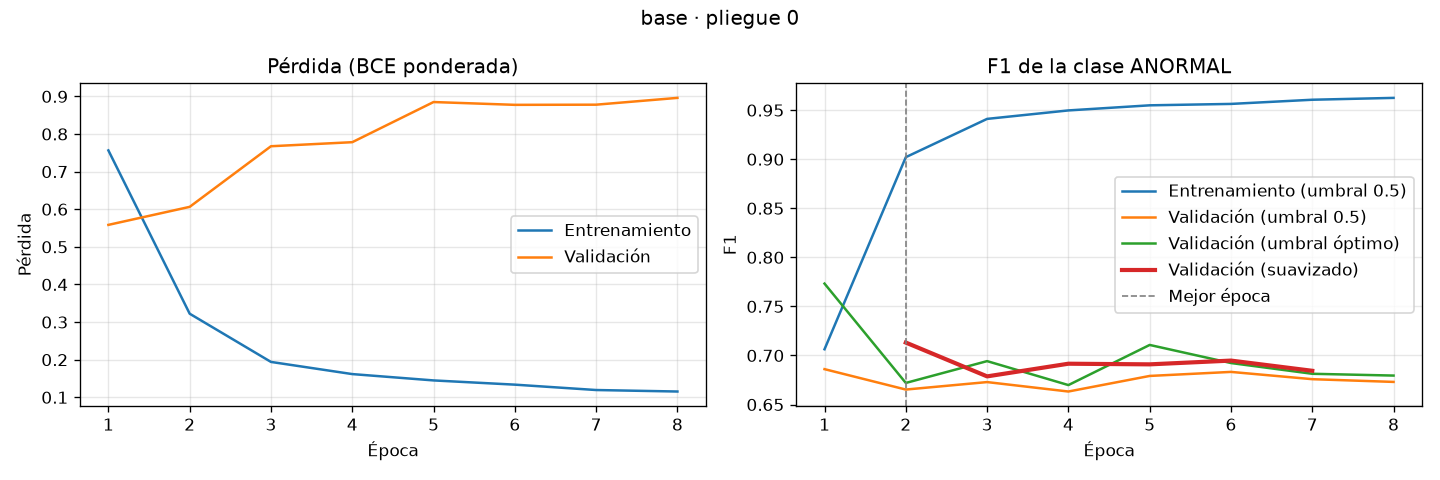 base · pliegue 0
Pérdida (BCE ponderada)
Pérdida
0.9
0.8
0.7
0.6
0.5
0.4
0.3
0.2
0.1
Entrenamiento
Validación
1 2 3 4 5 6 7 8
Época
F1 de la clase ANORMAL
F1
0.95
0.90
0.85
0.80
0.75
0.70
0.65
Entrenamiento (umbral 0.5)
Validación (umbral 0.5)
Validación (umbral óptimo)
Validación (suavizado)
Mejor época
1 2 3 4 5 6 7 8
Época